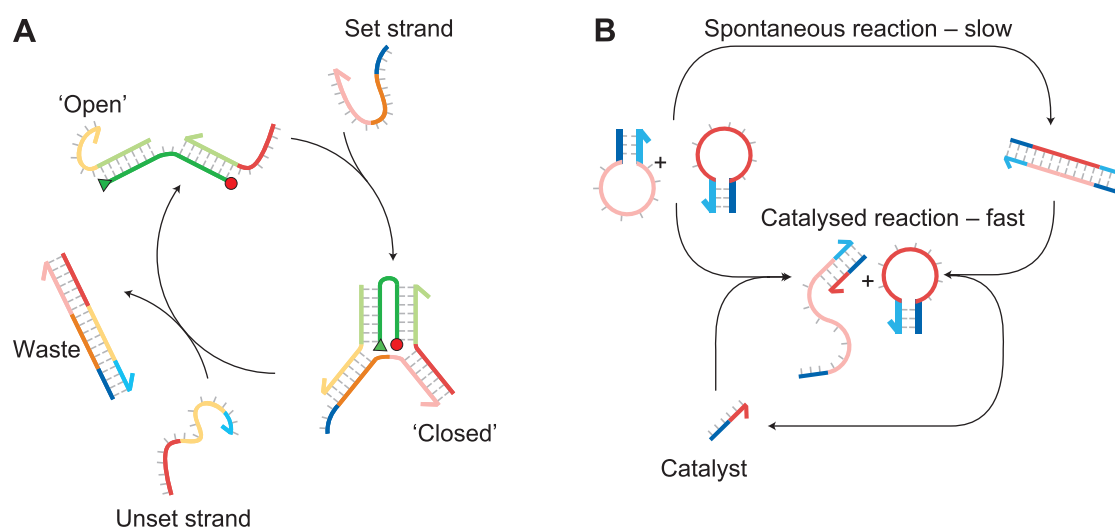 A
Set strand
'Open'
Waste
'Closed'
Unset strand
B
Spontaneous reaction – slow
+
Catalysed reaction – fast
+
Catalyst